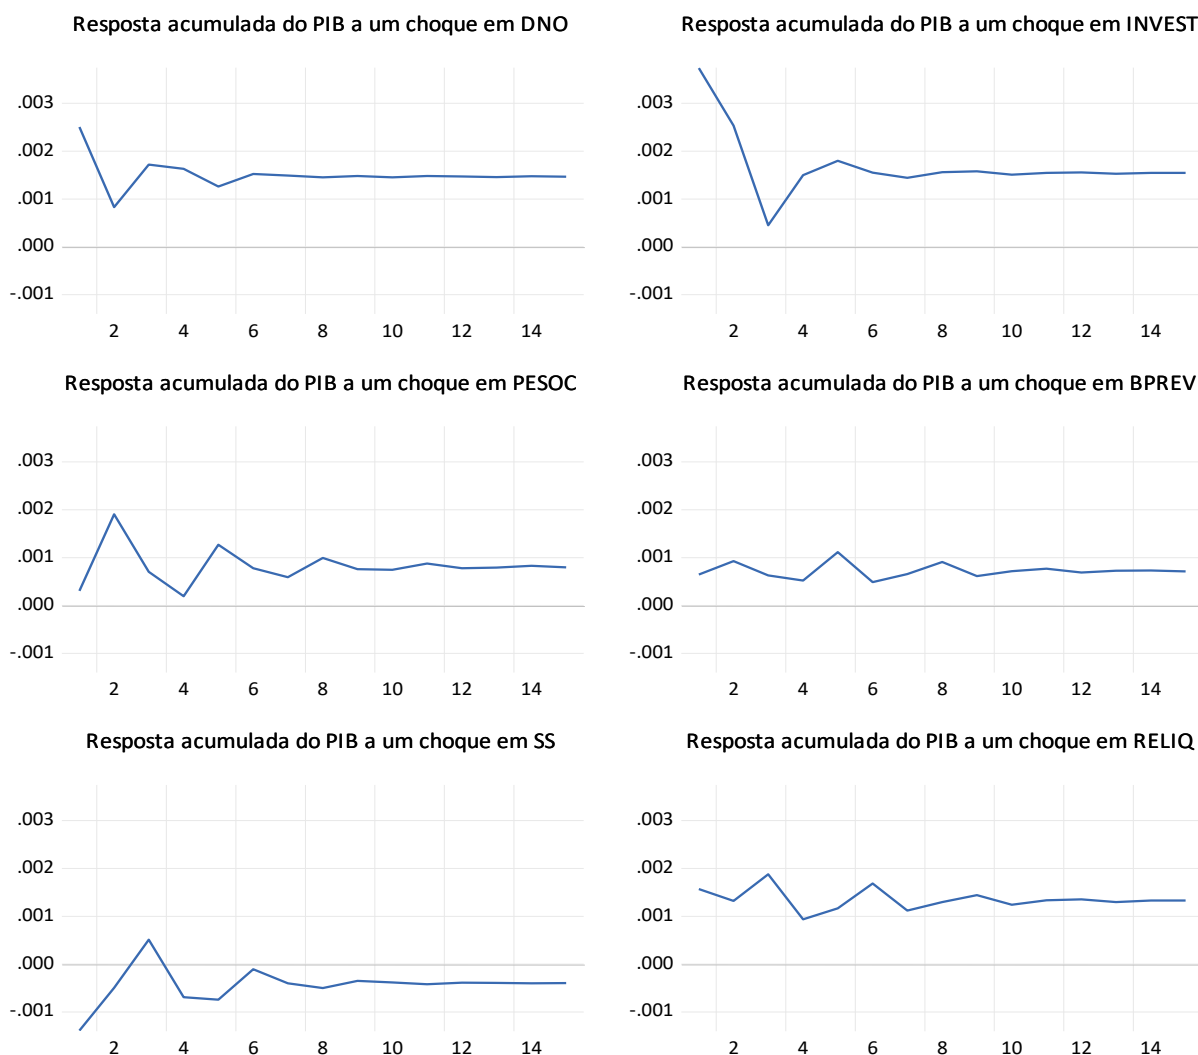 Resposta acumulada do PIB a um choque em DNO
.003
.002
.001
.000
-.001
2 4 6 8 10 12 14
Resposta acumulada do PIB a um choque em INVEST
.003
.002
.001
.000
-.001
2 4 6 8 10 12 14
Resposta acumulada do PIB a um choque em PESOC
.003
.002
.001
.000
-.001
2 4 6 8 10 12 14
Resposta acumulada do PIB a um choque em BPREV
.003
.002
.001
.000
-.001
2 4 6 8 10 12 14
Resposta acumulada do PIB a um choque em SS
.003
.002
.001
.000
-.001
2 4 6 8 10 12 14
Resposta acumulada do PIB a um choque em RELIQ
.003
.002
.001
.000
-.001
2 4 6 8 10 12 14